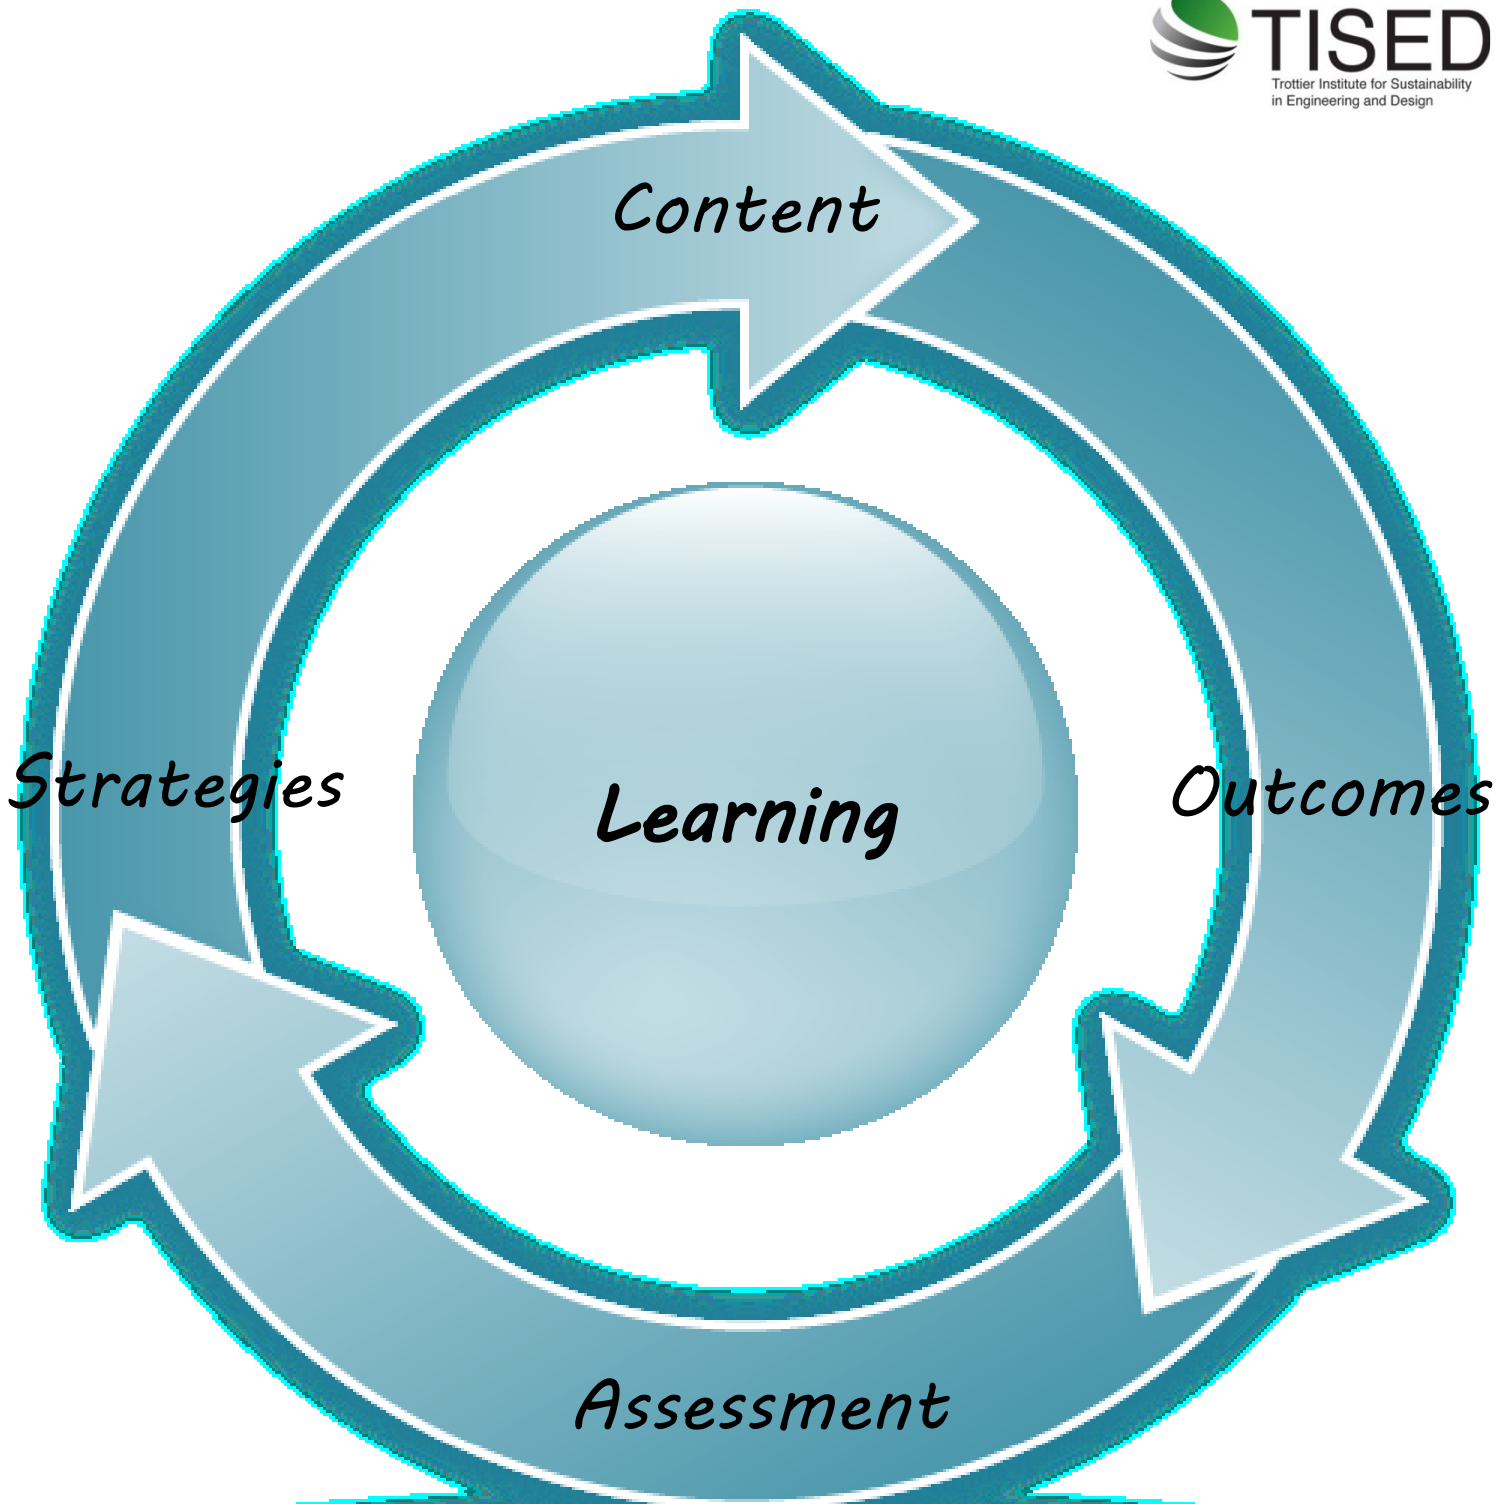 TISED
Trottier Institute for Sustainability
in Engineering and Design
Content
Strategies
Learning
Outcomes
Assessment